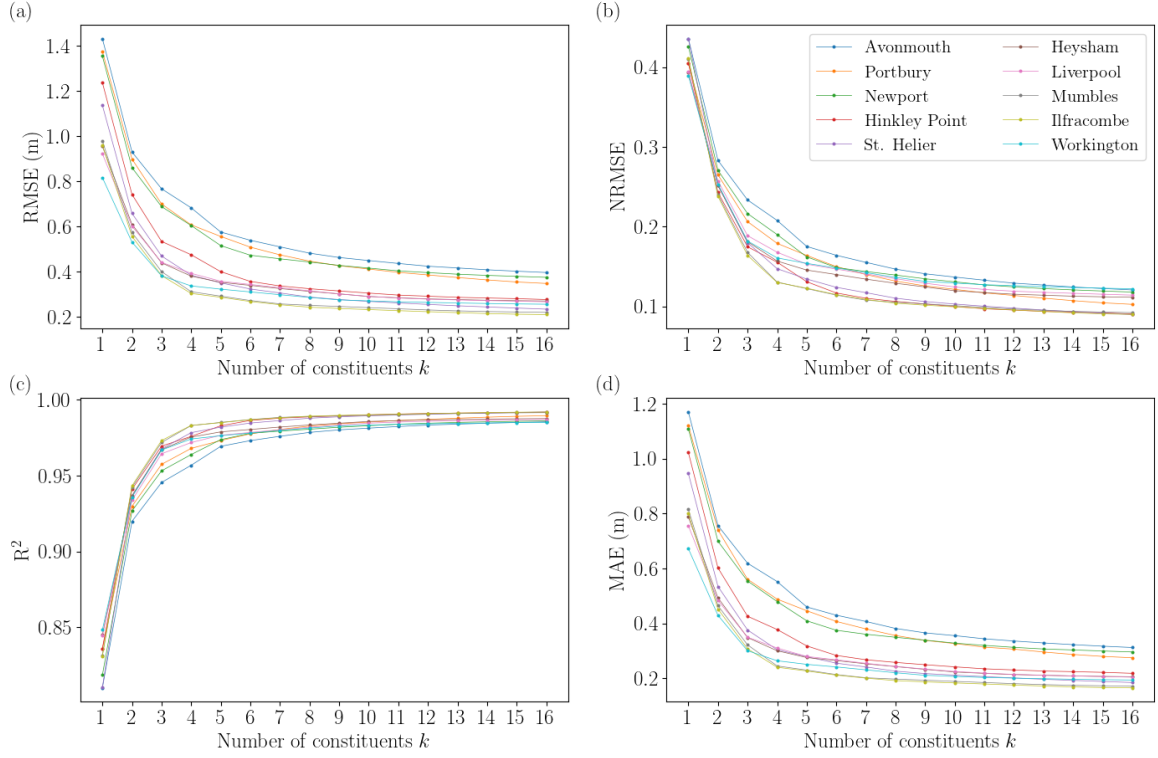 (a)
1.4
1.2
1.0
0.8
0.6
0.4
0.2
RMSE (m)
1 2 3 4 5 6 7 8 9 10 11 12 13 14 15 16
Number of constituents k
(b)
0.4
0.3
0.2
0.1
NRMSE
Avonmouth
Portbury
Newport
Hinkley Point
St. Helier
Heysham
Liverpool
Mumbles
Ilfracombe
Workington
1 2 3 4 5 6 7 8 9 10 11 12 13 14 15 16
Number of constituents k
(c)
1.00
0.95
0.90
0.85
R²
1 2 3 4 5 6 7 8 9 10 11 12 13 14 15 16
Number of constituents k
(d)
1.2
1.0
0.8
0.6
0.4
0.2
MAE (m)
1 2 3 4 5 6 7 8 9 10 11 12 13 14 15 16
Number of constituents k